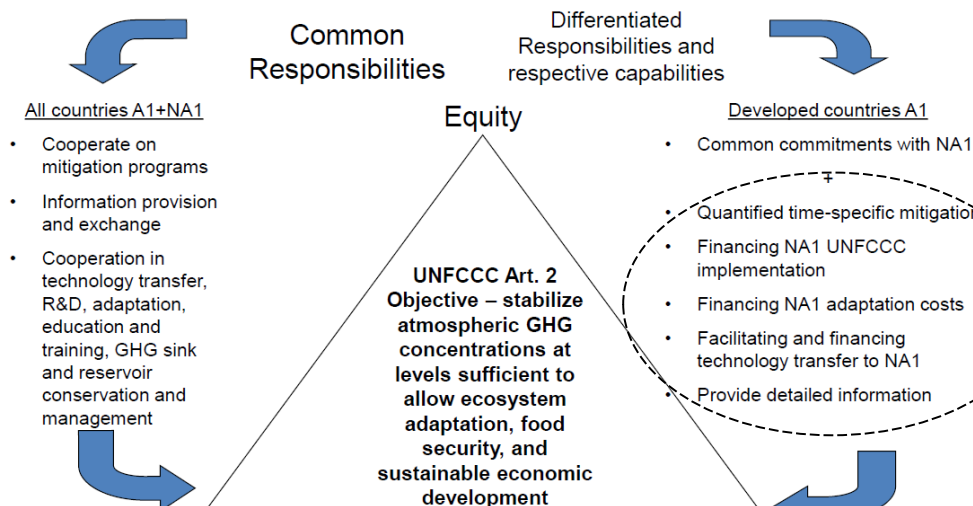 Common
Responsibilities
Differentiated
Responsibilities and
respective capabilities
All countries A1+NA1
• Cooperate on
mitigation programs
• Information provision
and exchange
• Cooperation in
technology transfer,
R&D, adaptation,
education and
training, GHG sink
and reservoir
conservation and
management
Equity
UNFCCC Art. 2
Objective – stabilize
atmospheric GHG
concentrations at
levels sufficient to
allow ecosystem
adaptation, food
security, and
sustainable economic
development
Developed countries A1
• Common commitments with NA1
+
• Quantified time-specific mitigation
• Financing NA1 UNFCCC
implementation
• Financing NA1 adaptation costs
• Facilitating and financing
technology transfer to NA1
• Provide detailed information